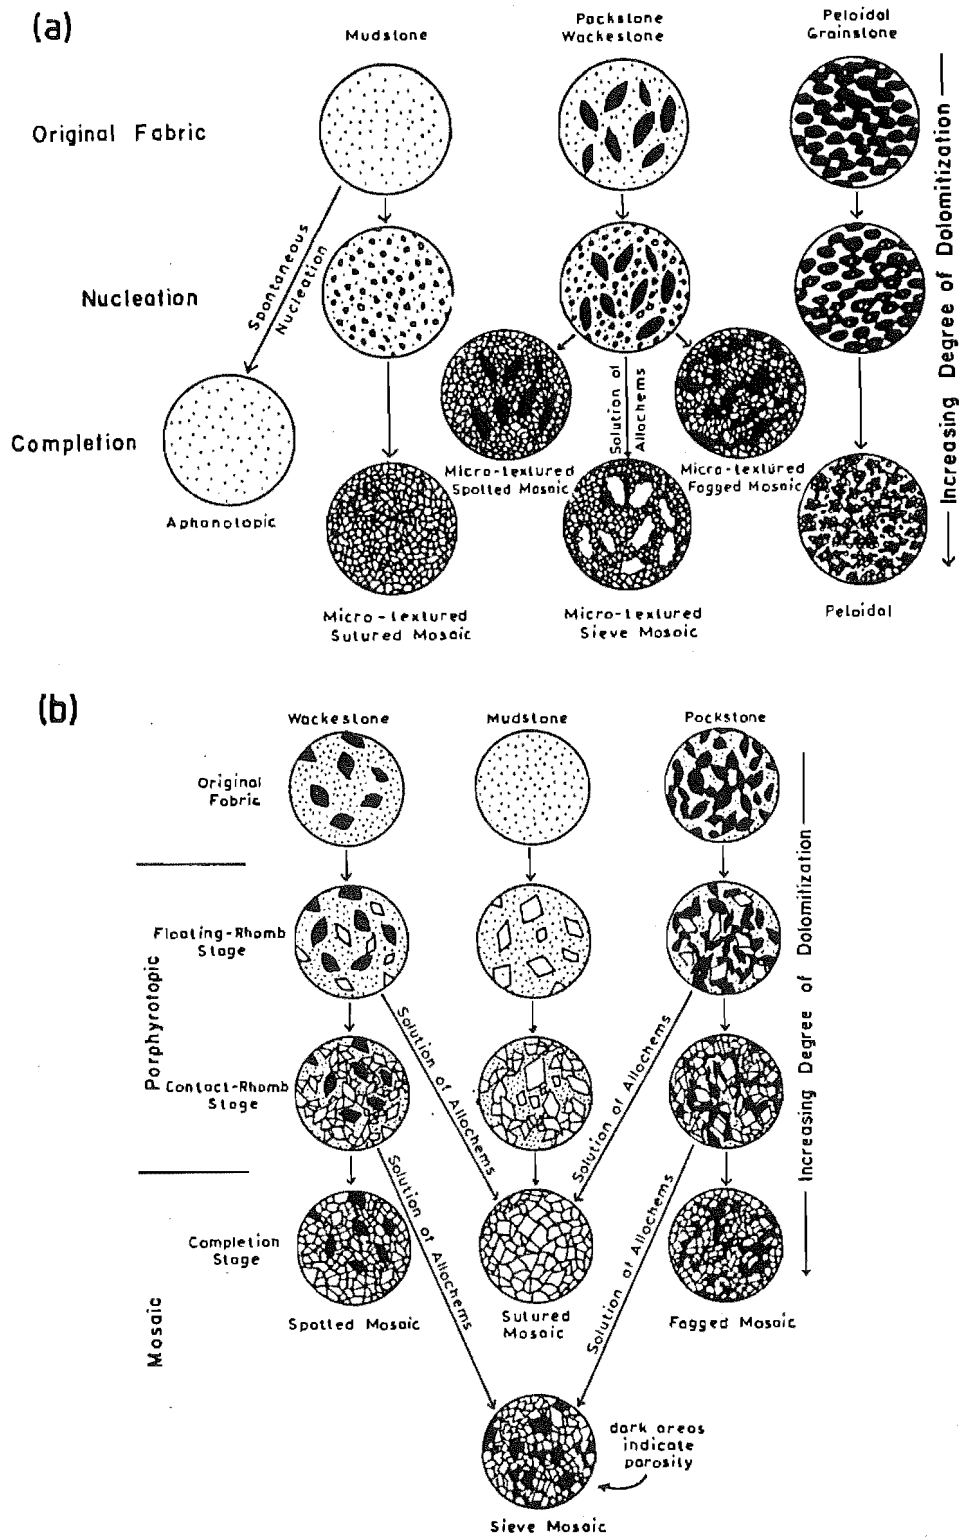 (a)
Mudstone
Packstone
Wackestone
Peloidal
Grainstone
Original Fabric
Spontaneous
Nucleation
Nucleation
Completion
Solution of
Allochems
Micro-textured
Spotted Mosaic
Micro-textured
Fogged Mosaic
Aphanotopic
Micro-textured
Sutured Mosaic
Micro-textured
Sieve Mosaic
Peloidal
Increasing Degree of Dolomitization
(b)
Wackestone
Mudstone
Packstone
Original
Fabric
Floating-Rhomb
Stage
Porphyrotopic
Contact-Rhomb
Stage
Solution of Allochems
Solution of Allochems
Completion
Stage
Solution of Allochems
Solution of Allochems
Mosaic
Spotted Mosaic
Sutured
Mosaic
Fogged Mosaic
Increasing Degree of Dolomitization
dark areas
indicate
porosity
Sieve Mosaic